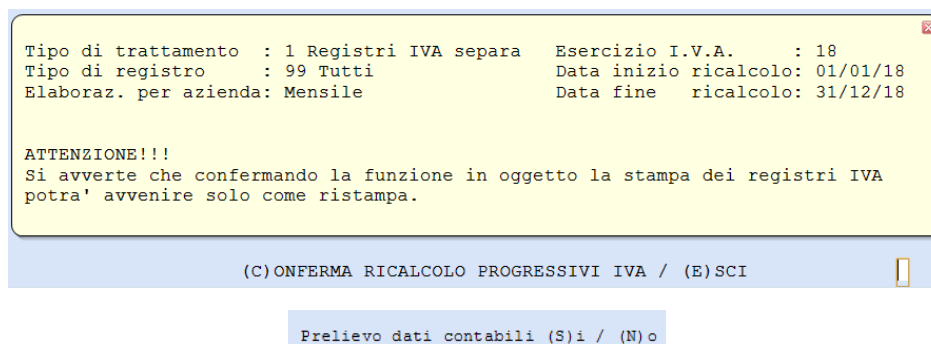 Tipo di trattamento  : 1 Registri IVA separa   Esercizio I.V.A.     : 18
Tipo di registro     : 99 Tutti                Data inizio ricalcolo: 01/01/18
Elaboraz. per azienda: Mensile                 Data fine   ricalcolo: 31/12/18
ATTENZIONE!!!
Si avverte che confermando la funzione in oggetto la stampa dei registri IVA
potra' avvenire solo come ristampa.
(C)ONFERMA RICALCOLO PROGRESSIVI IVA / (E)SCI
Prelievo dati contabili (S)i / (N)o